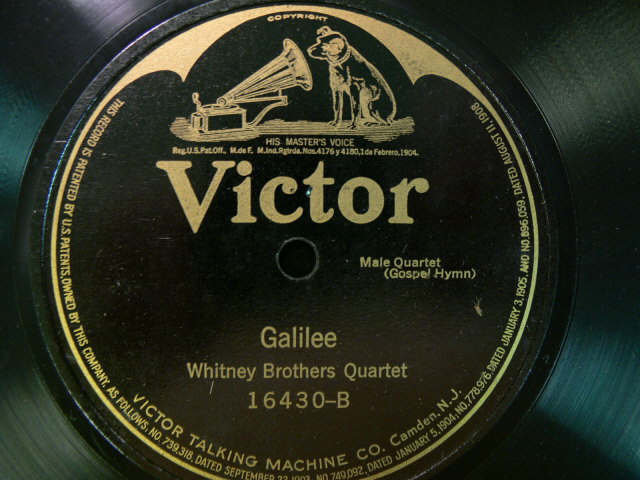 COPYRIGHT
HIS MASTER'S VOICE
Reg.U.S.Pat.Off., M.de F. M.Ind.Rgtrda.Nos.4176 y 4180,1 da Febrero,1904.
Victor
Male Quartet
(Gospel Hymn)
Galilee
Whitney Brothers Quartet
16430-B
VICTOR TALKING MACHINE CO. Camden, N.J.
THIS RECORD IS PATENTED BY U.S. PATENTS, OWNED BY THIS COMPANY, AS FOLLOWS, NO. 739,318, DATED SEPTEMBER 22, 1903, NO. 749,092, DATED JANUARY 5, 1904, NO. 778,976, DATED JANUARY 3, 1905, AND NO. 896,059, DATED AUGUST 11, 1908